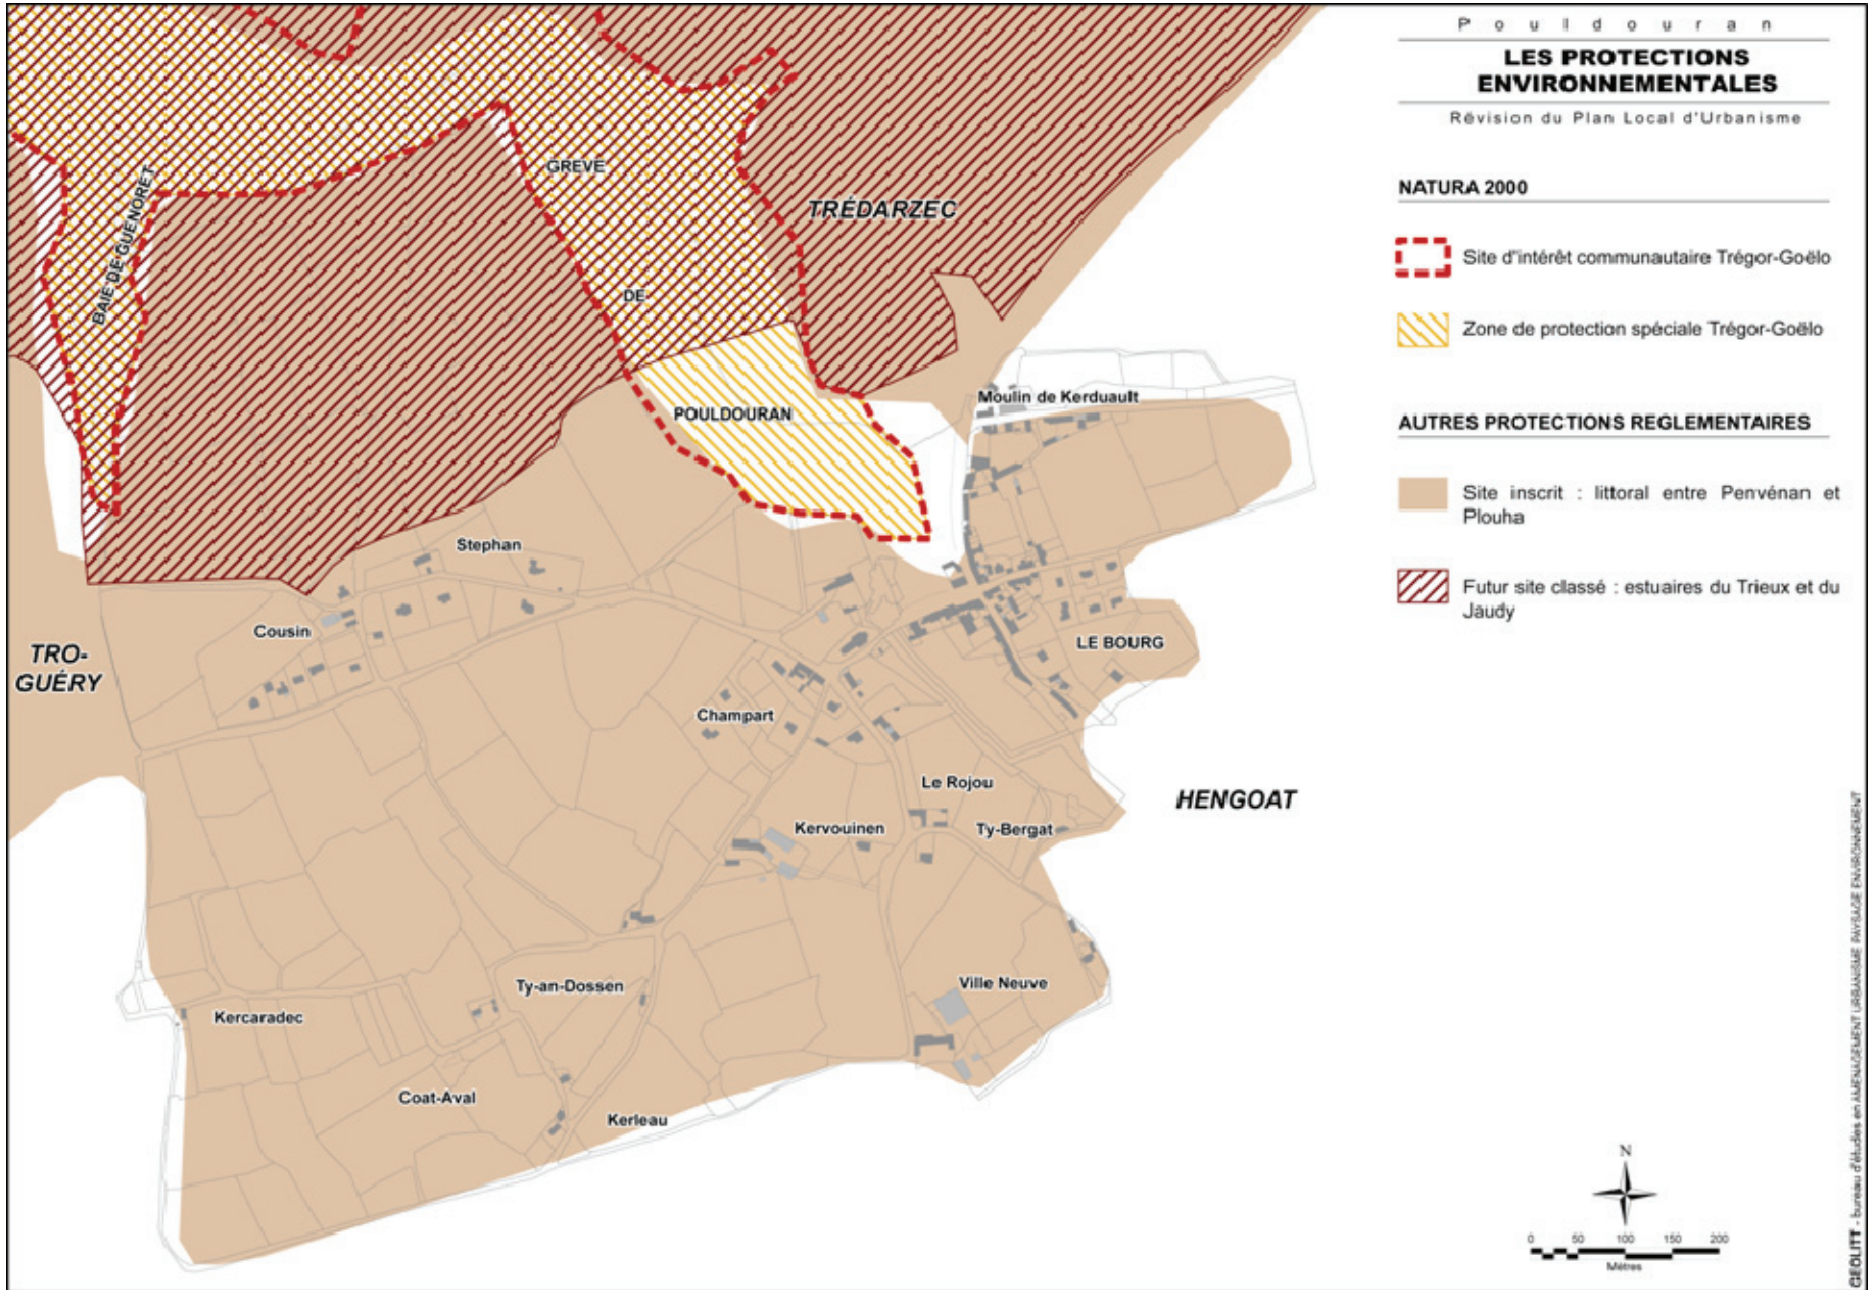 Pouldouran
LES PROTECTIONS
ENVIRONNEMENTALES
Révision du Plan Local d'Urbanisme
NATURA 2000
Site d'intérêt communautaire Trégor-Goëlo
Zone de protection spéciale Trégor-Goëlo
AUTRES PROTECTIONS REGLEMENTAIRES
Site inscrit : littoral entre Penvénan et
Plouha
Futur site classé : estuaires du Trieux et du
Jaudy
BAIE DE GUENORET
GREVE
DE
POULDOURAN
TRÉDARZEC
Moulin de Kerduault
Stephan
Cousin
TRO-
GUÉRY
LE BOURG
Champart
Le Rojou
HENGOAT
Kervouinen
Ty-Bergat
Ty-an-Dossen
Ville Neuve
Kercaradec
Coat-Aval
Kerleau
N
0 50 100 150 200
Mètres
GEOLITT - bureau d'études en AMENAGEMENT URBANISME PAYSAGE ENVIRONNEMENT